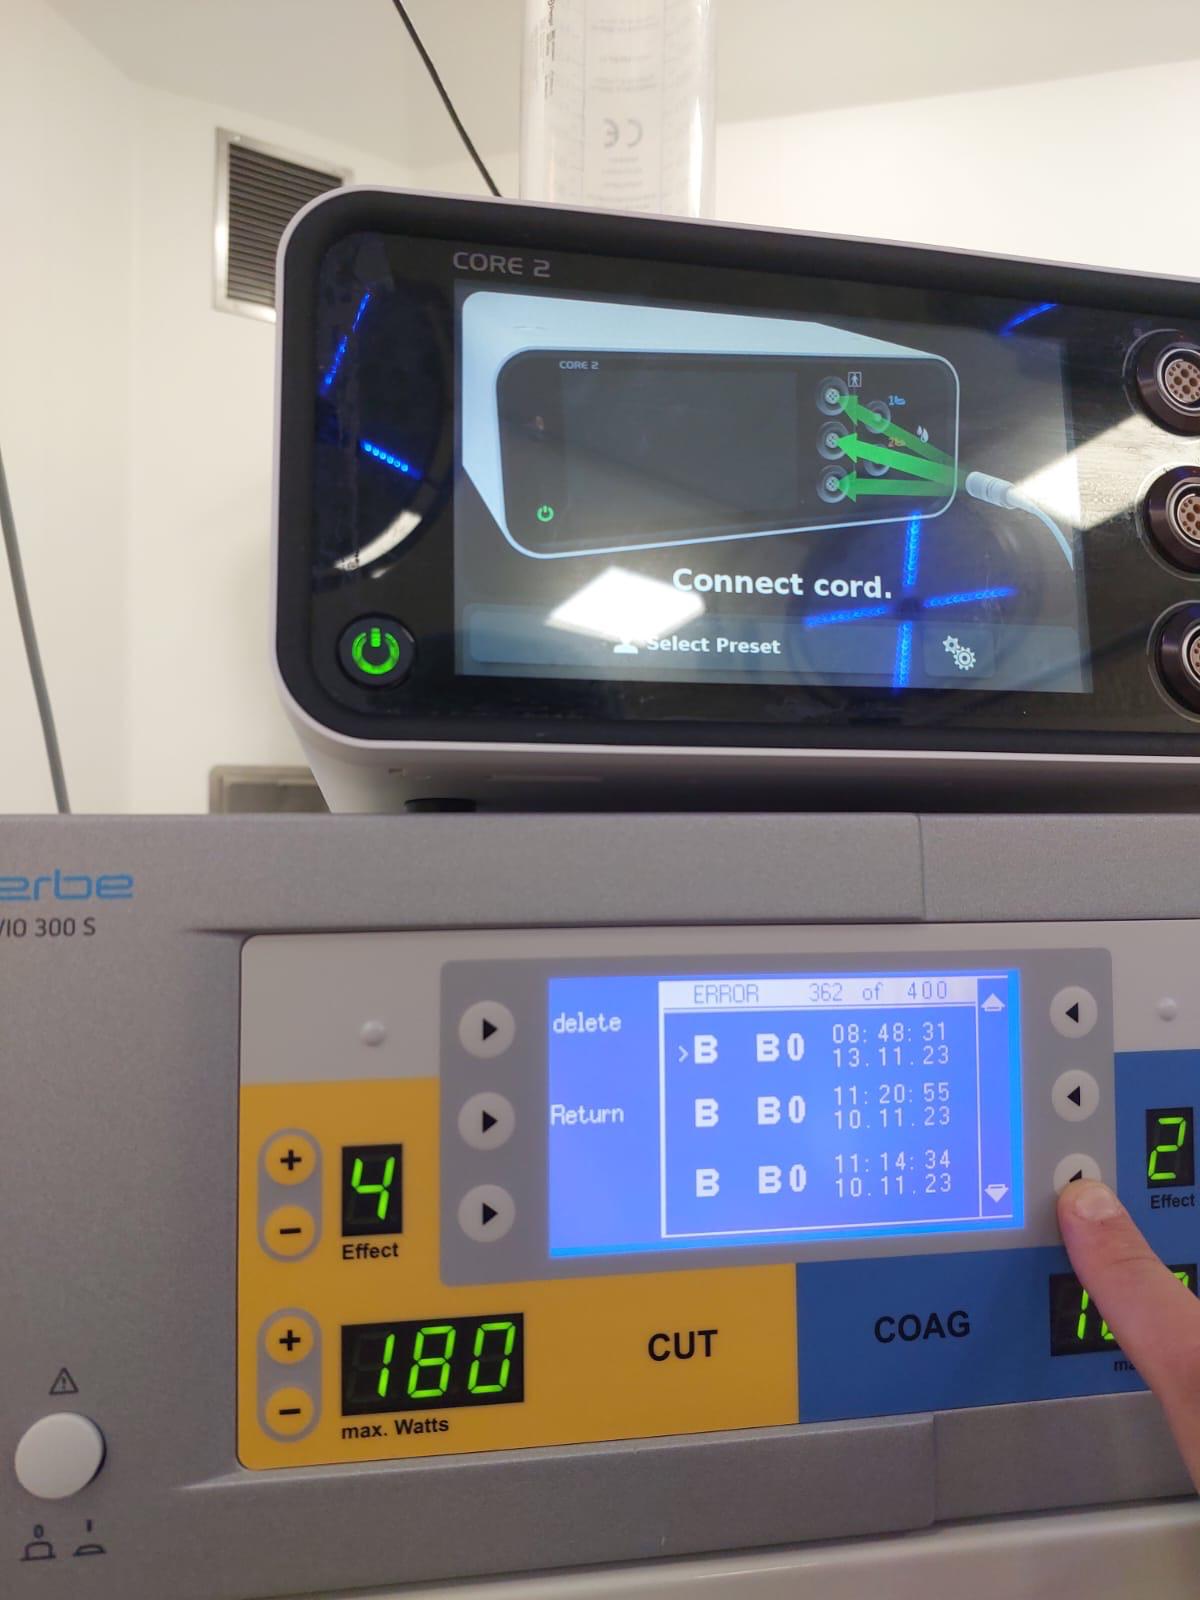 CE
CORE 2
CORE 2
Connect cord.
Select Preset
erbe
VIO 300 S
delete
Return
ERROR 362 of 400
>B B0 08:48:31
13.11.23
B B0 11:20:55
10.11.23
B B0 11:14:34
10.11.23
+
4
-
Effect
2
Effect
+
180
-
max. Watts
CUT
COAG
0 I